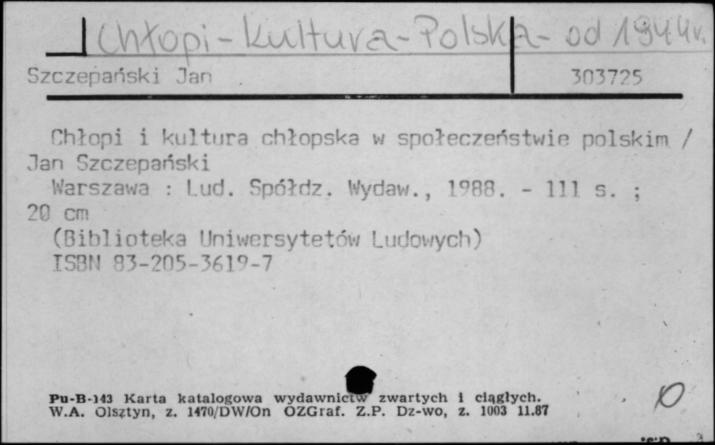 Chłopi - kultura - Polska - od 1944r.
Szczepański Jan 303725
Chłopi i kultura chłopska w społeczeństwie polskim /
Jan Szczepański
Warszawa : Lud. Spółdz. Wydaw., 1988. - 111 s. ;
20 cm
(Biblioteka Uniwersytetów Ludowych)
ISBN 83-205-3619-7
Pu-B-143 Karta katalogowa wydawnictw zwartych i ciągłych.
W.A. Olsztyn, z. 1470/DW/On OZGraf. Z.P. Dz-wo, z. 1003 11.87